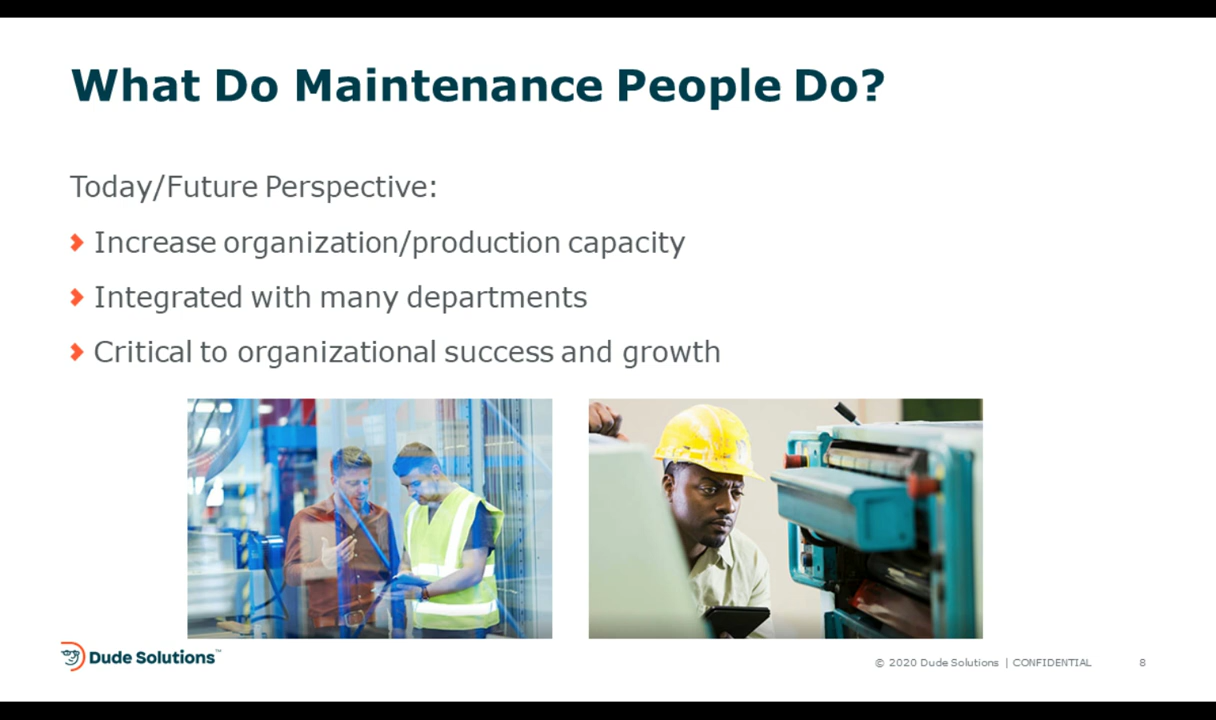 What Do Maintenance People Do?
Today/Future Perspective:
Increase organization/production capacity
Integrated with many departments
Critical to organizational success and growth
Dude Solutions™
© 2020 Dude Solutions | CONFIDENTIAL 8